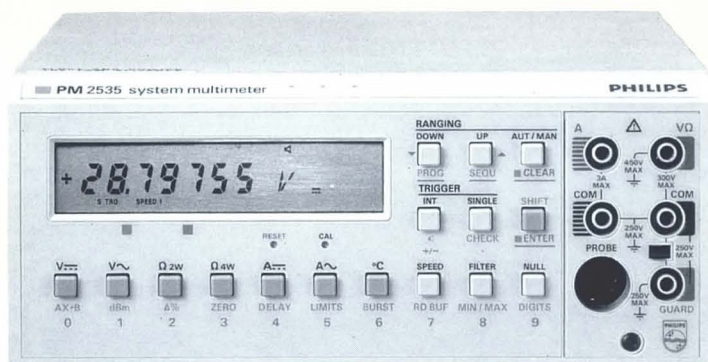 PM 2535 system multimeter
PHILIPS
+28.79755 V
S TRG SPEED 1
RANGING
DOWN UP AUT/MAN
PROG SEQU CLEAR
TRIGGER
INT SINGLE SHIFT
+/− CHECK ENTER
RESET CAL
V V Ω 2W Ω 4W A A °C SPEED FILTER NULL
AX+B dBm Δ% ZERO DELAY LIMITS BURST RD BUF MIN/MAX DIGITS
0 1 2 3 4 5 6 7 8 9
A VΩ
450V MAX
3A MAX
300V MAX
COM COM
250V MAX
PROBE
250V MAX
250V MAX
GUARD
PHILIPS